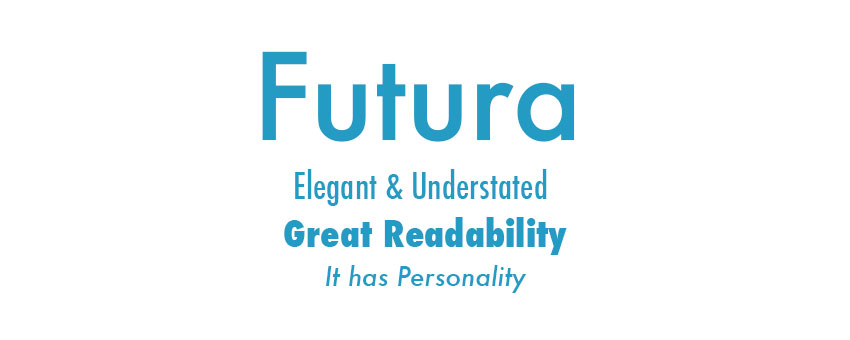 Futura
Elegant & Understated
Great Readability
It has Personality